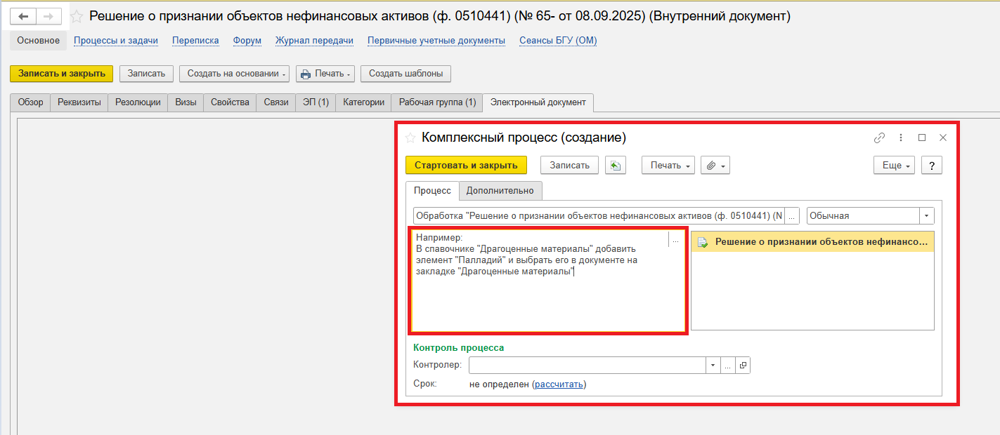 Решение о признании объектов нефинансовых активов (ф. 0510441) (№ 65- от 08.09.2025) (Внутренний документ)
Основное Процессы и задачи Переписка Форум Журнал передачи Первичные учетные документы Сеансы БГУ (ОМ)
Записать и закрыть Записать Создать на основании Печать Создать шаблоны
Обзор Реквизиты Резолюции Визы Свойства Связи ЭП (1) Категории Рабочая группа (1) Электронный документ
Комплексный процесс (создание)
Стартовать и закрыть Записать Печать Еще ?
Процесс Дополнительно
Обработка "Решение о признании объектов нефинансовых активов (ф. 0510441) (N ... Обычная
Например: ...
В спавочнике "Драгоценные материалы" добавить
элемент "Палладий" и выбрать его в документе на
закладке "Драгоценные материалы"
Решение о признании объектов нефинансо...
Контроль процесса
Контролер: ...
Срок: не определен (рассчитать)